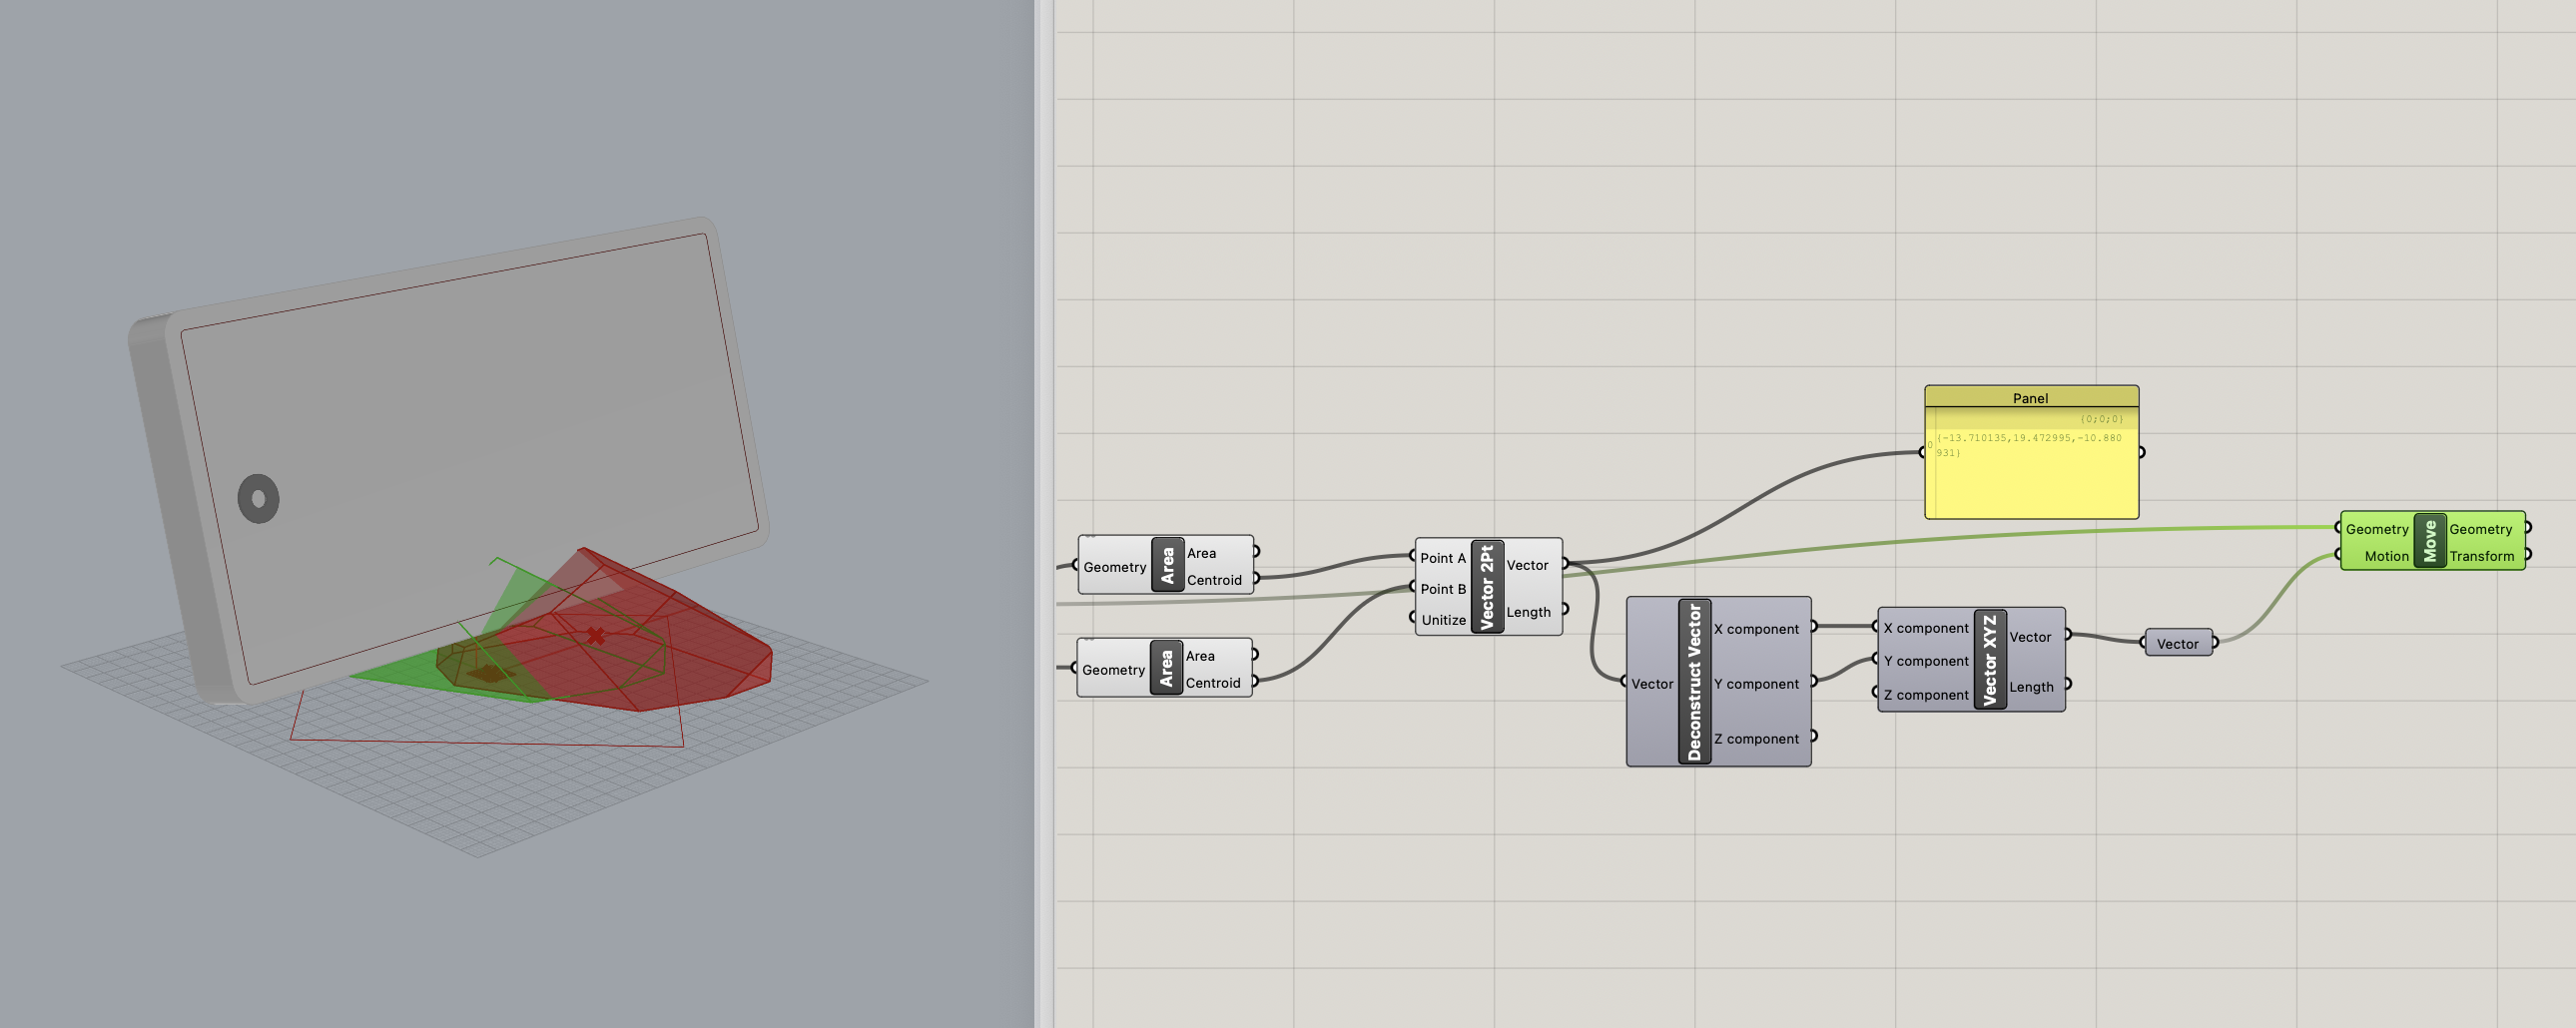 Panel
{0;0;0}
0
{-13.710135,19.472995,-10.880
931}
Geometry
Area
Area
Centroid
Geometry
Area
Area
Centroid
Point A
Point B
Unitize
Vector 2Pt
Vector
Length
Vector
Deconstruct Vector
X component
Y component
Z component
X component
Y component
Z component
Vector XYZ
Vector
Length
Vector
Geometry
Motion
Move
Geometry
Transform